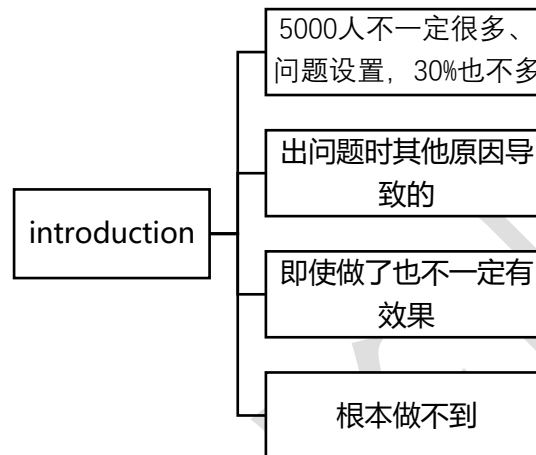 introduction
5000人不一定很多、
问题设置，30%也不多
出问题时其他原因导
致的
即使做了也不一定有
效果
根本做不到